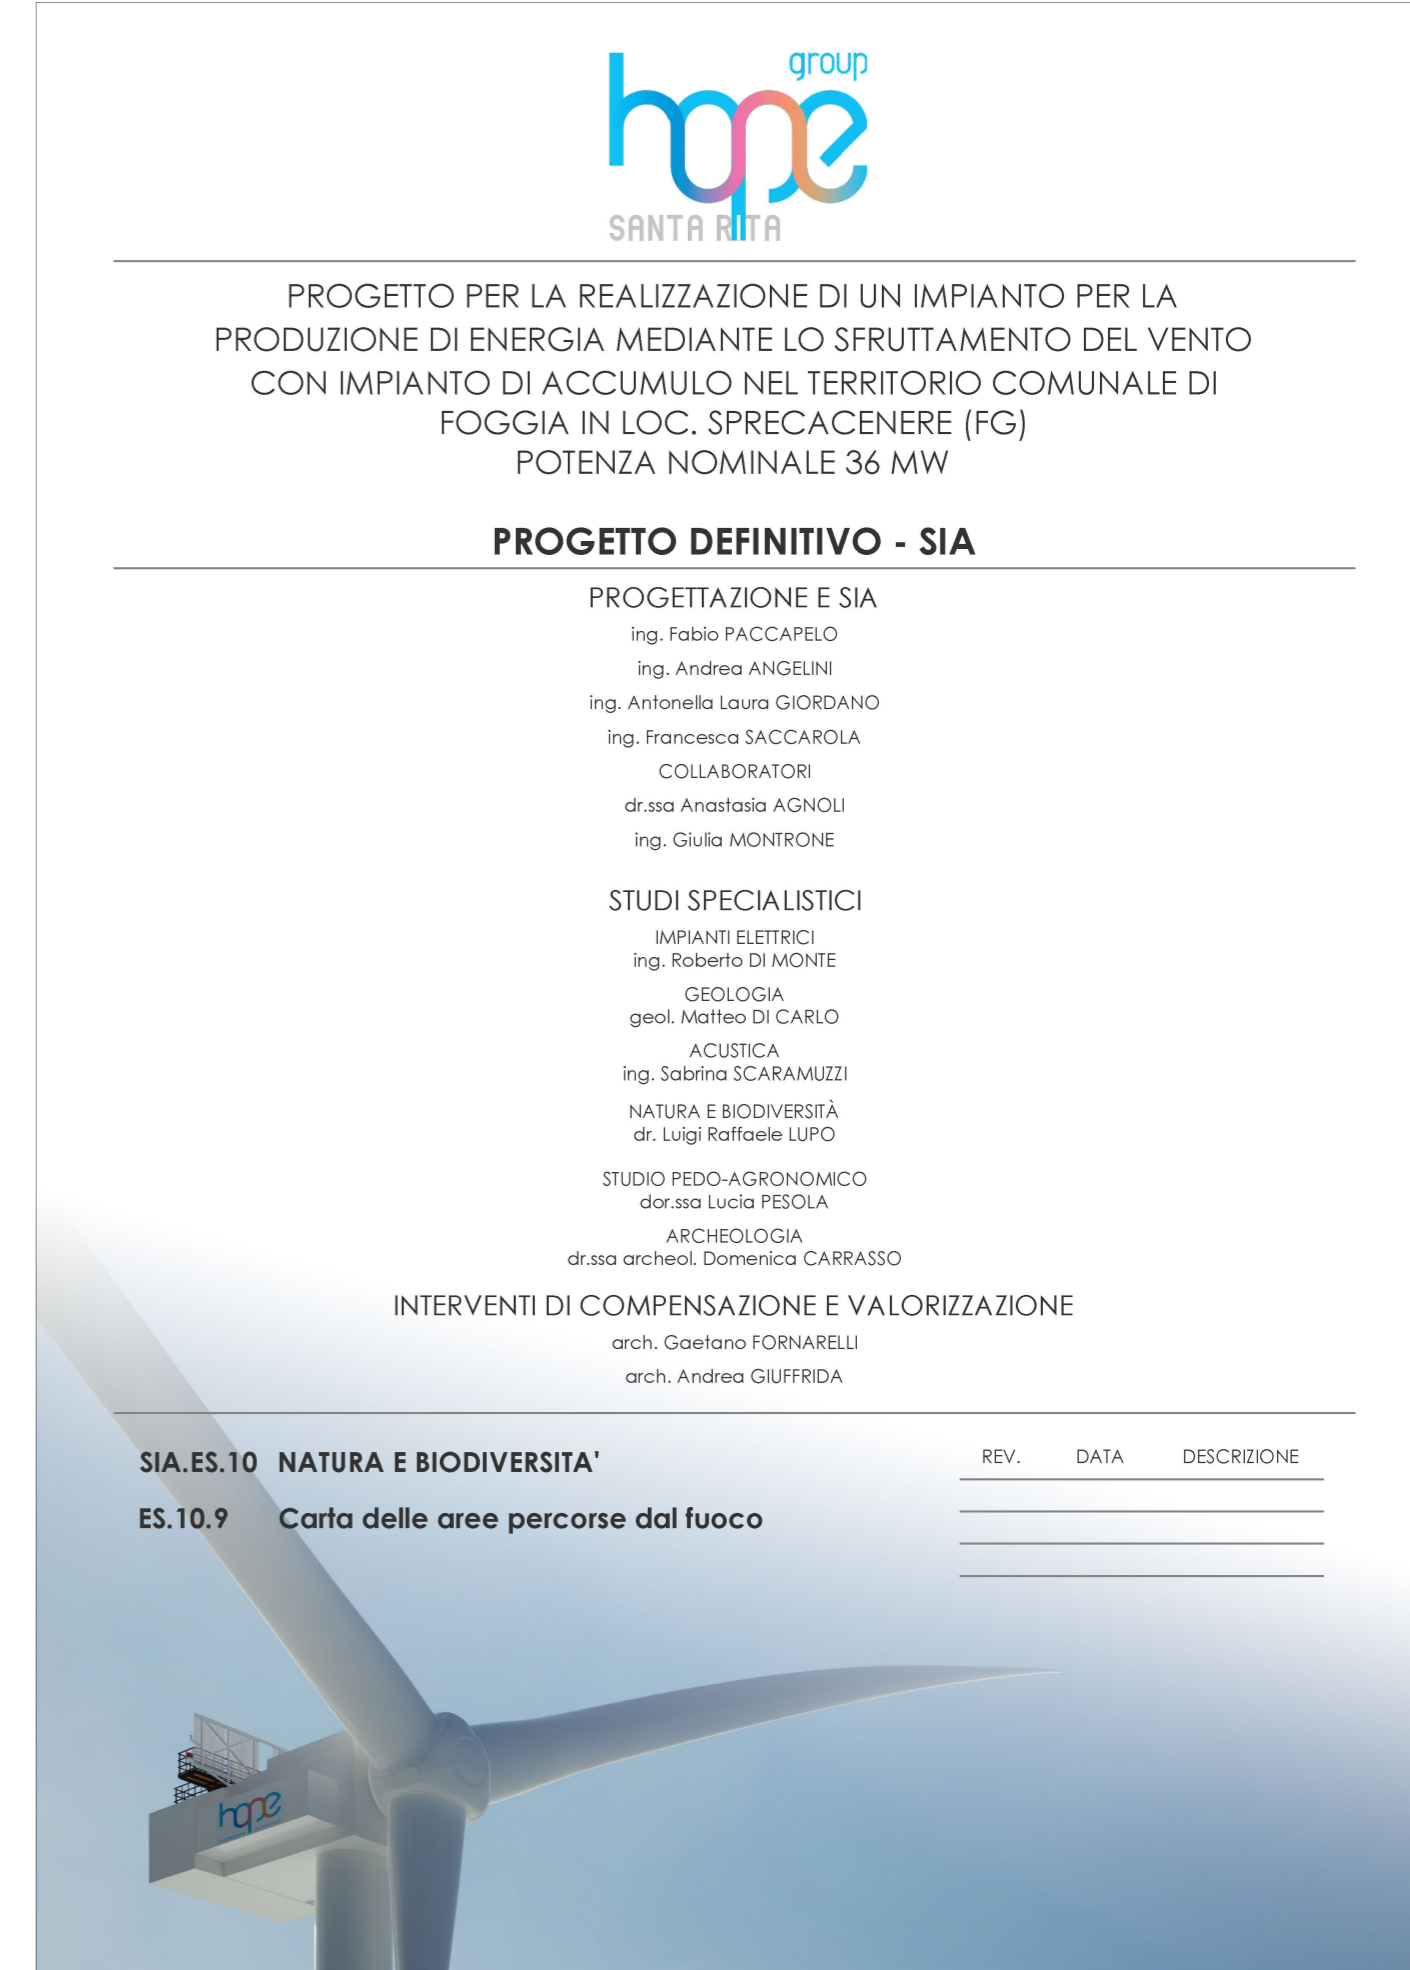 group
hope
SANTA RITA
PROGETTO PER LA REALIZZAZIONE DI UN IMPIANTO PER LA
PRODUZIONE DI ENERGIA MEDIANTE LO SFRUTTAMENTO DEL VENTO
CON IMPIANTO DI ACCUMULO NEL TERRITORIO COMUNALE DI
FOGGIA IN LOC. SPRECACENERE (FG)
POTENZA NOMINALE 36 MW
PROGETTO DEFINITIVO - SIA
PROGETTAZIONE E SIA
ing. Fabio PACCAPELO
ing. Andrea ANGELINI
ing. Antonella Laura GIORDANO
ing. Francesca SACCAROLA
COLLABORATORI
dr.ssa Anastasia AGNOLI
ing. Giulia MONTRONE
STUDI SPECIALISTICI
IMPIANTI ELETTRICI
ing. Roberto DI MONTE
GEOLOGIA
geol. Matteo DI CARLO
ACUSTICA
ing. Sabrina SCARAMUZZI
NATURA E BIODIVERSITÀ
dr. Luigi Raffaele LUPO
STUDIO PEDO-AGRONOMICO
dor.ssa Lucia PESOLA
ARCHEOLOGIA
dr.ssa archeol. Domenica CARRASSO
INTERVENTI DI COMPENSAZIONE E VALORIZZAZIONE
arch. Gaetano FORNARELLI
arch. Andrea GIUFFRIDA
SIA.ES.10 NATURA E BIODIVERSITA'
REV. DATA DESCRIZIONE
ES.10.9 Carta delle aree percorse dal fuoco
hope